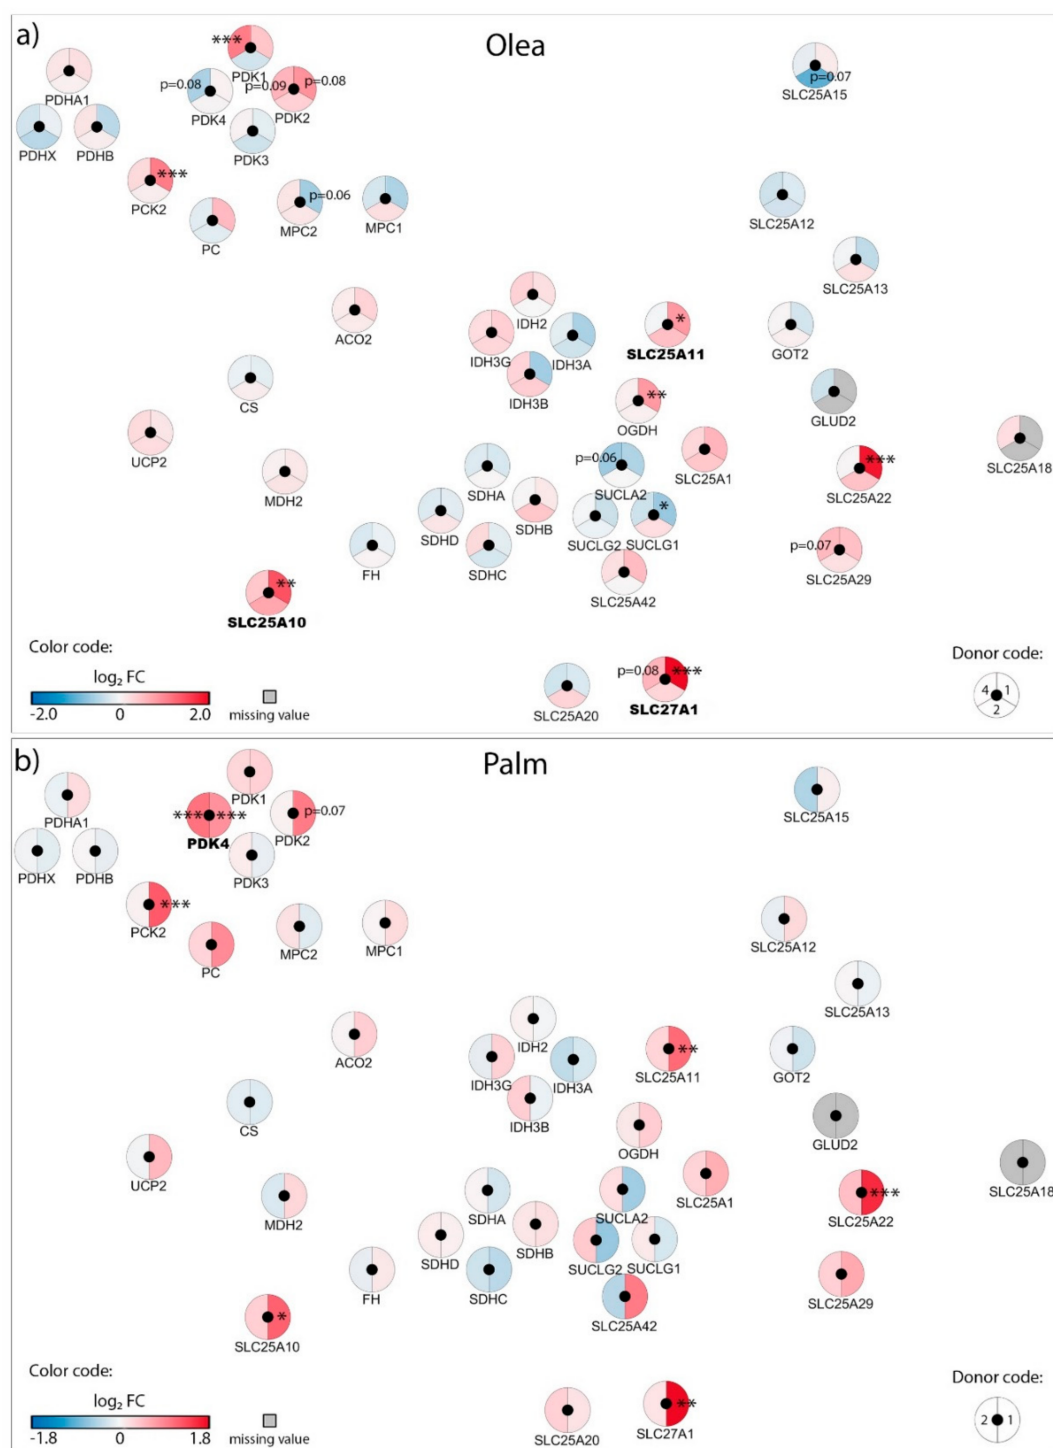 a)
Olea
***
PDK1
PDHA1
p=0.08
p=0.09
p=0.08
p=0.07
SLC25A15
PDK4
PDK2
PDHX
PDHB
PDK3
***
PCK2
p=0.06
PC
MPC2
MPC1
SLC25A12
SLC25A13
IDH2
ACO2
IDH3G
IDH3A
*
SLC25A11
GOT2
CS
IDH3B
**
OGDH
GLUD2
UCP2
MDH2
SDHA
p=0.06
SUCLA2
SLC25A1
***
SLC25A22
SLC25A18
SDHD
SDHB
SUCLG2
*
SUCLG1
FH
SDHC
SLC25A42
p=0.07
SLC25A29
**
SLC25A10
Color code:
log₂ FC
-2.0
0
2.0
missing value
SLC25A20
p=0.08
***
SLC27A1
Donor code:
4
1
2
b)
Palm
PDK1
PDHA1
***
***
PDK4
p=0.07
PDK2
SLC25A15
PDHX
PDHB
PDK3
***
PCK2
PC
MPC2
MPC1
SLC25A12
SLC25A13
IDH2
ACO2
IDH3G
IDH3A
**
SLC25A11
GOT2
CS
IDH3B
OGDH
GLUD2
UCP2
MDH2
SDHA
SUCLA2
SLC25A1
***
SLC25A22
SLC25A18
SDHD
SDHB
SUCLG2
SUCLG1
FH
SDHC
SLC25A42
SLC25A29
*
SLC25A10
Color code:
log₂ FC
-1.8
0
1.8
missing value
SLC25A20
**
SLC27A1
Donor code:
2
1